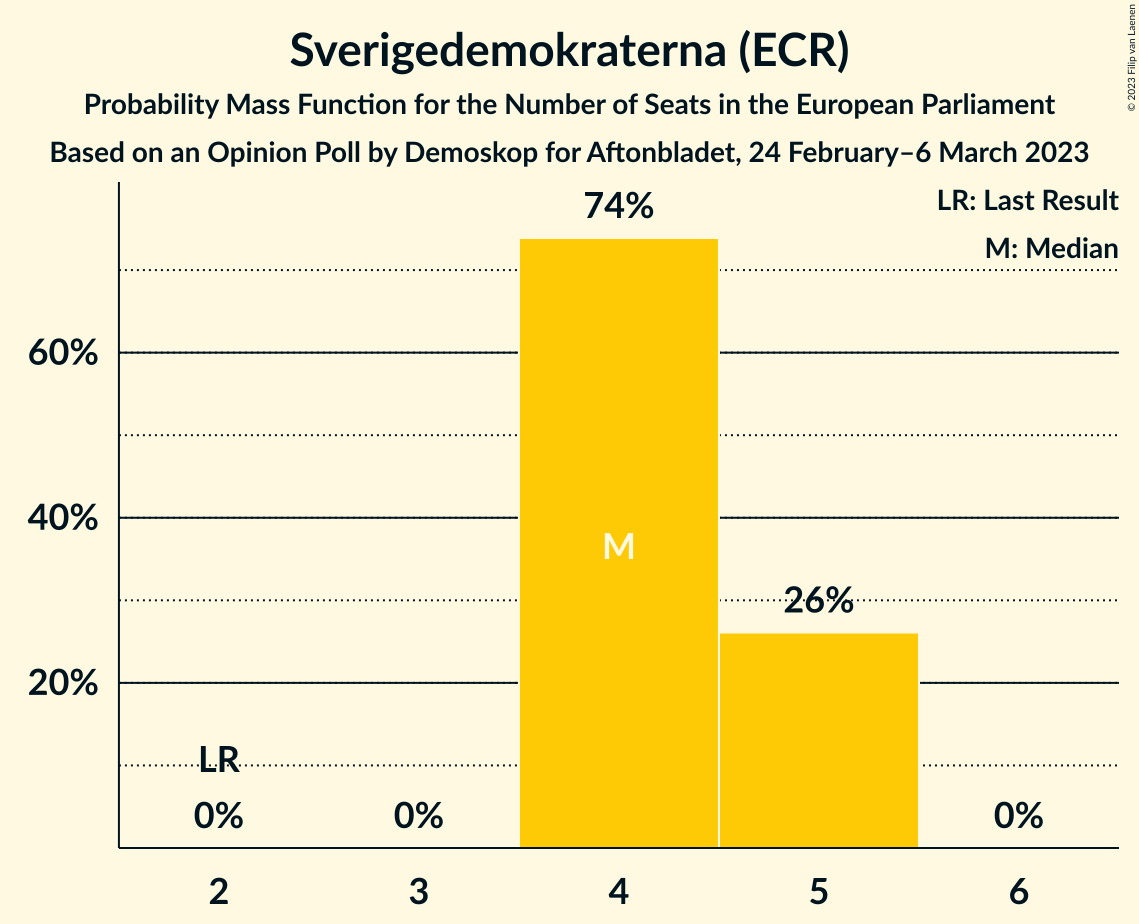 Sverigedemokraterna (ECR)
Probability Mass Function for the Number of Seats in the European Parliament
Based on an Opinion Poll by Demoskop for Aftonbladet, 24 February–6 March 2023
© 2023 Filip van Laenen
LR: Last Result
M: Median
74%
60%
40%
M
26%
20%
LR
0%
0%
0%
2
3
4
5
6